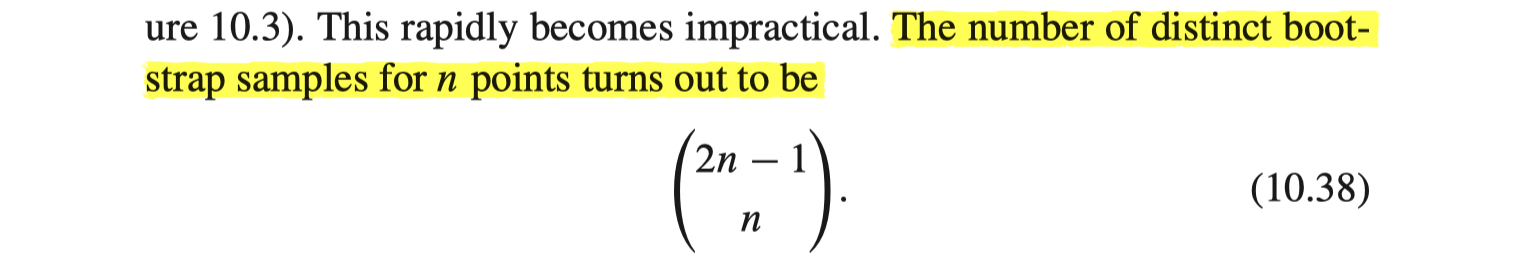 ure 10.3). This rapidly becomes impractical. The number of distinct boot-
strap samples for n points turns out to be
(2n − 1
n).
(10.38)